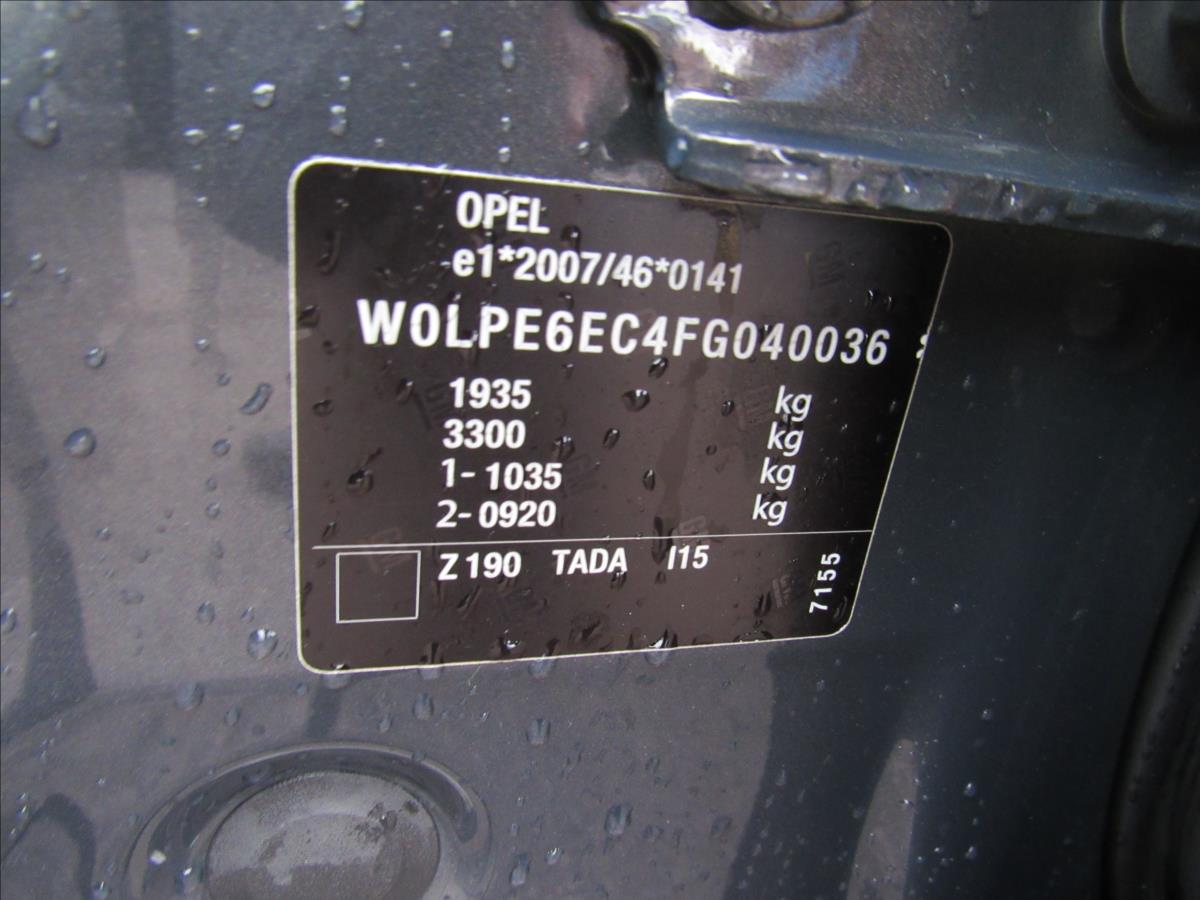 OPEL
e1*2007/46*0141
W0LPE6EC4FG040036
1935 kg
3300 kg
1- 1035 kg
2- 0920 kg
Z 190 TADA I15
7155